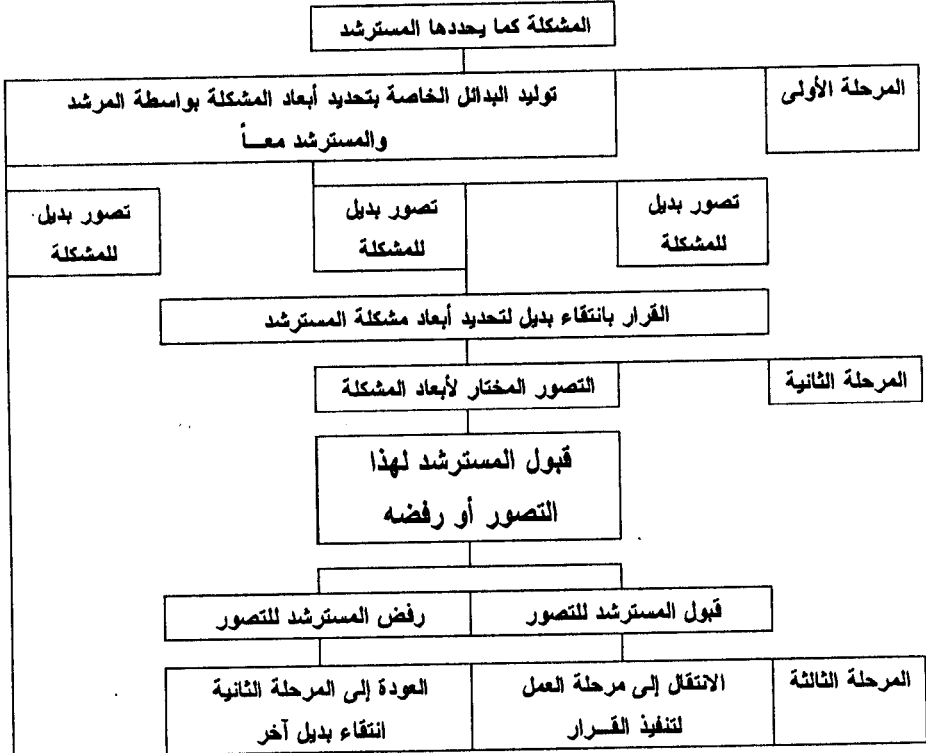 المشكلة كما يحددها المسترشد
المرحلة الأولى
توليد البدائل الخاصة بتحديد أبعاد المشكلة بواسطة المرشد
والمسترشد معـــاً
تصور بديل
للمشكلة
تصور بديل
للمشكلة
تصور بديل
للمشكلة
القرار بانتقاء بديل لتحديد أبعاد مشكلة المسترشد
المرحلة الثانية
التصور المختار لأبعاد المشكلة
قبول المسترشد لهذا
التصور أو رفضه
قبول المسترشد للتصور
رفض المسترشد للتصور
المرحلة الثالثة
الانتقال إلى مرحلة العمل
لتنفيذ القـــرار
العودة إلى المرحلة الثانية
انتقاء بديل آخر